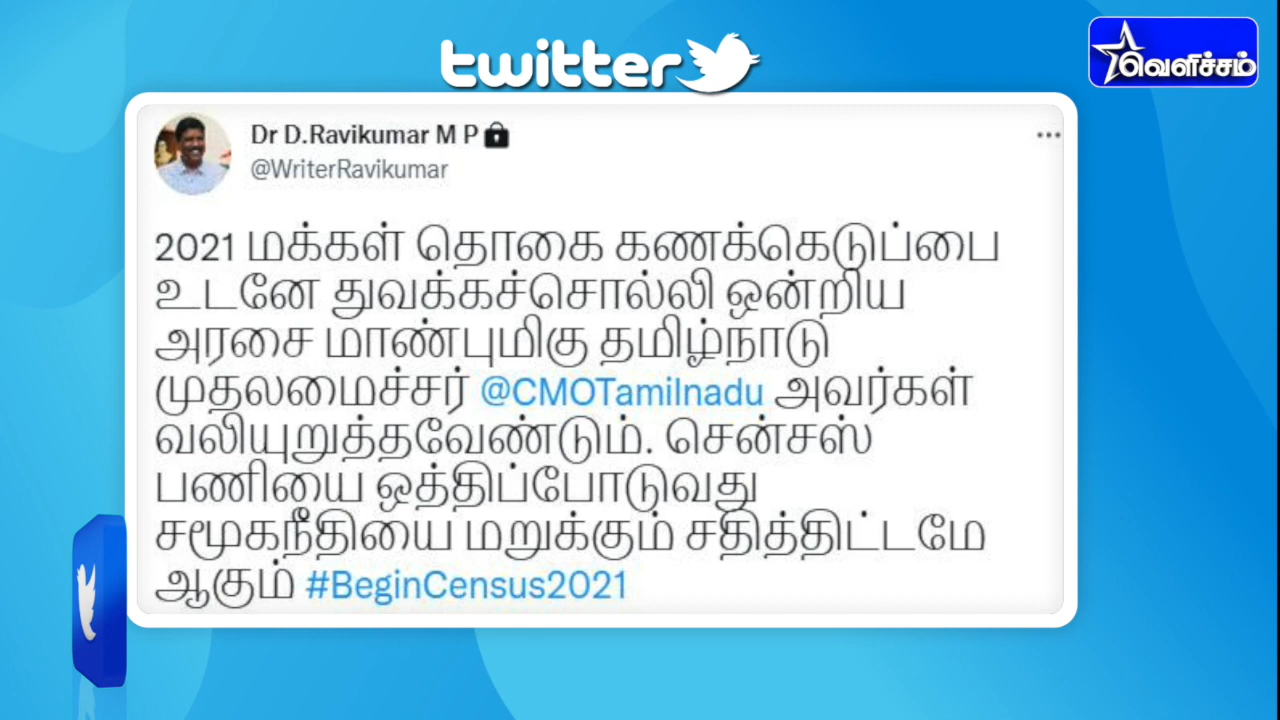 twitter
வெளிச்சம்
Dr D.Ravikumar M P
@WriterRavikumar
2021 மக்கள் தொகை கணக்கெடுப்பை
உடனே துவக்கச்சொல்லி ஒன்றிய
அரசை மாண்புமிகு தமிழ்நாடு
முதலமைச்சர் @CMOTamilnadu அவர்கள்
வலியுறுத்தவேண்டும். சென்சஸ்
பணியை ஒத்திப்போடுவது
சமூகநீதியை மறுக்கும் சதித்திட்டமே
ஆகும் #BeginCensus2021